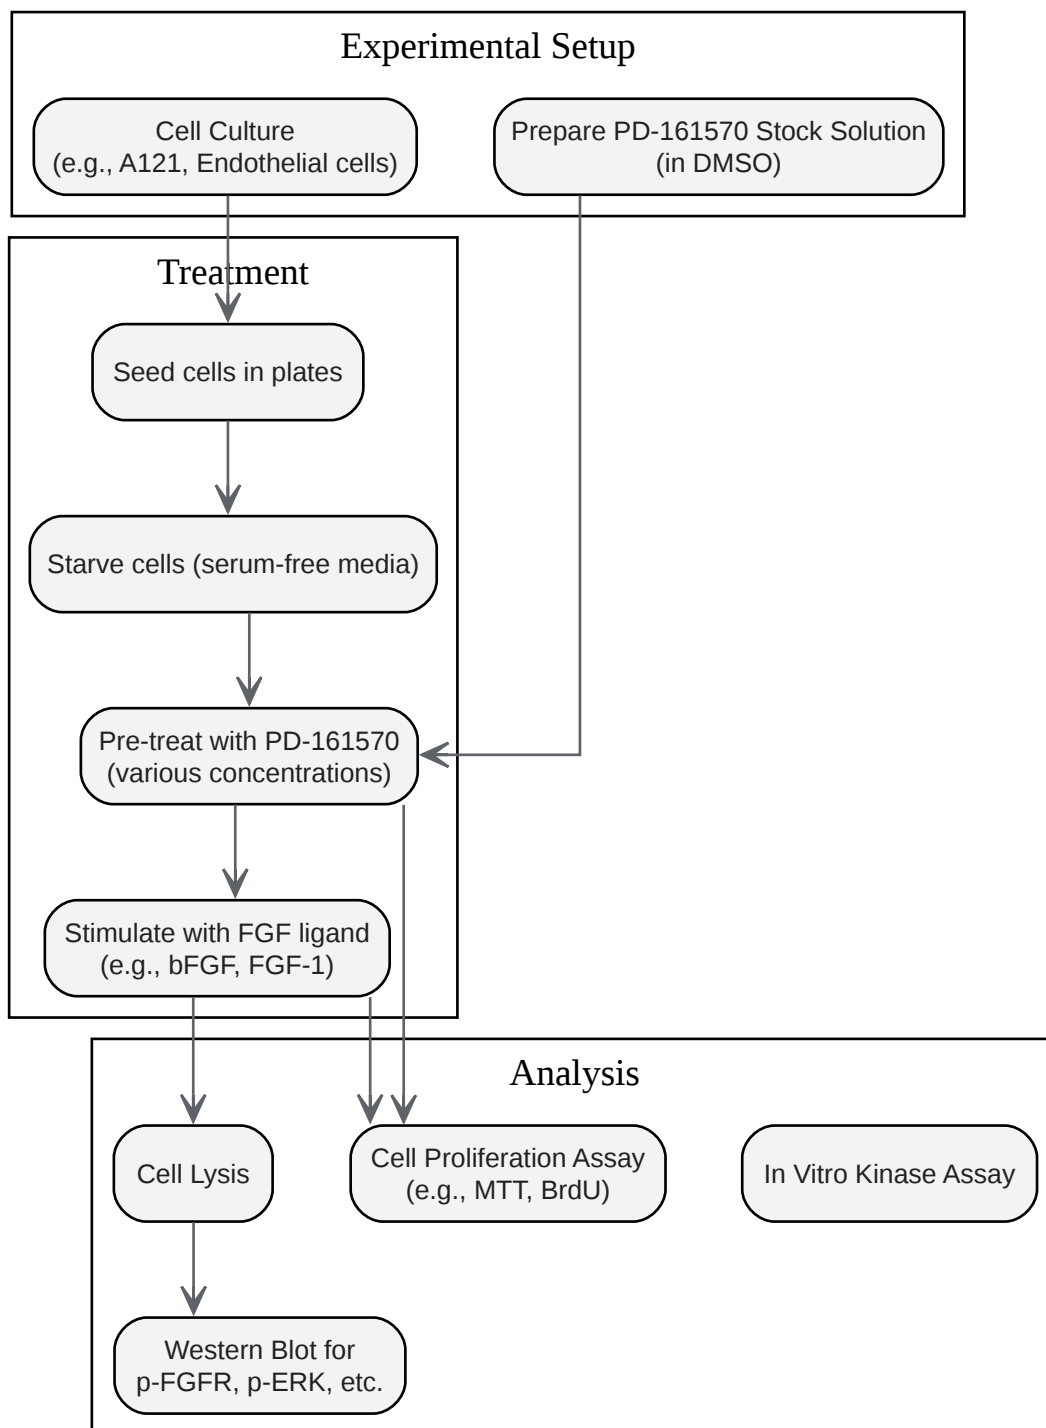 Experimental Setup
Cell Culture
(e.g., A121, Endothelial cells)
Prepare PD-161570 Stock Solution
(in DMSO)
Treatment
Seed cells in plates
Starve cells (serum-free media)
Pre-treat with PD-161570
(various concentrations)
Stimulate with FGF ligand
(e.g., bFGF, FGF-1)
Analysis
Cell Lysis
Cell Proliferation Assay
(e.g., MTT, BrdU)
In Vitro Kinase Assay
Western Blot for
p-FGFR, p-ERK, etc.